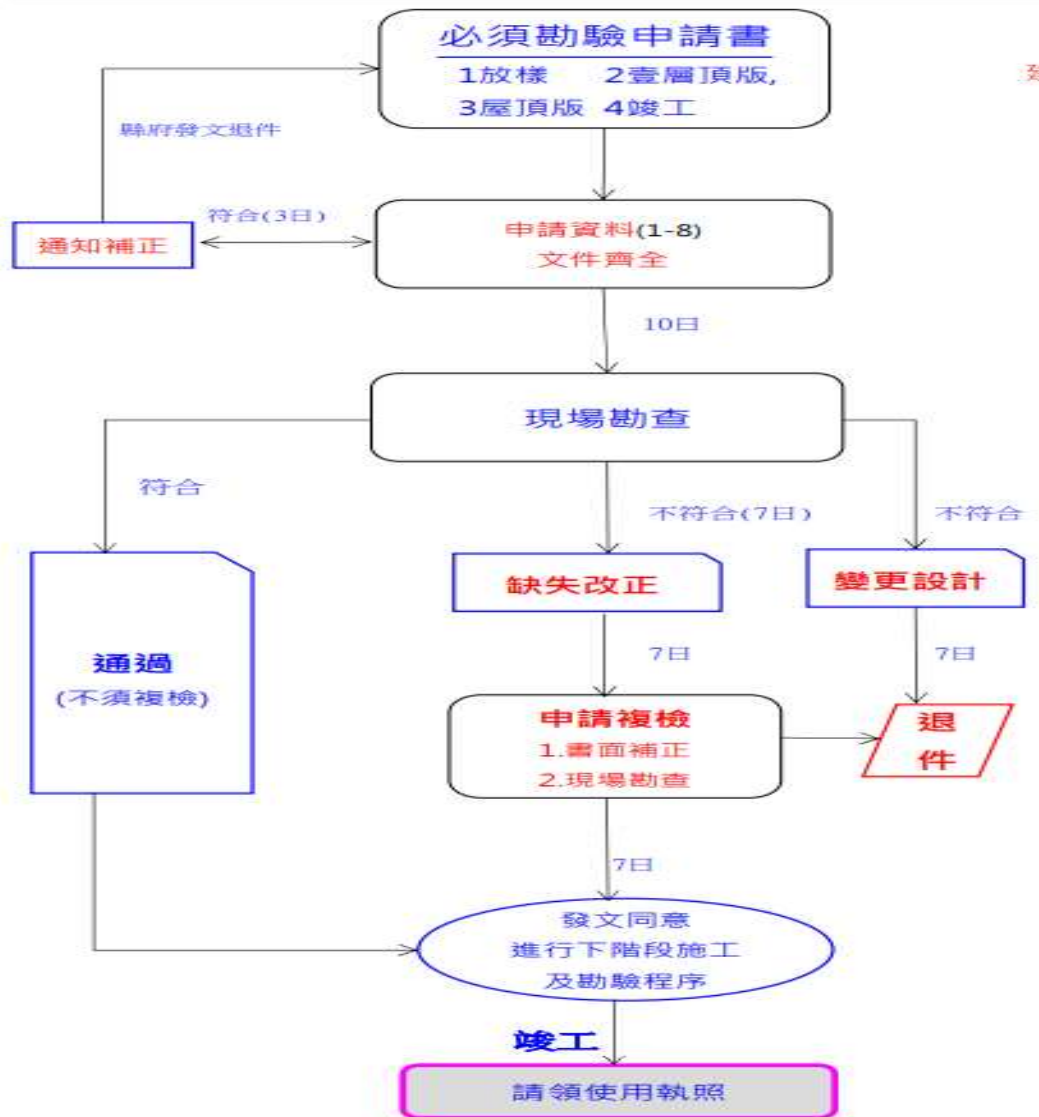 必須勘驗申請書
1放樣 2壹層頂版,
3屋頂版 4竣工
縣府發文退件
符合(3日)
通知補正
申請資料(1-8)
文件齊全
10日
現場勘查
符合
不符合(7日)
不符合
缺失改正
變更設計
通過
(不須複檢)
7日
7日
申請複檢
1.書面補正
2.現場勘查
退
件
7日
發文同意
進行下階段施工
及勘驗程序
竣工
請領使用執照